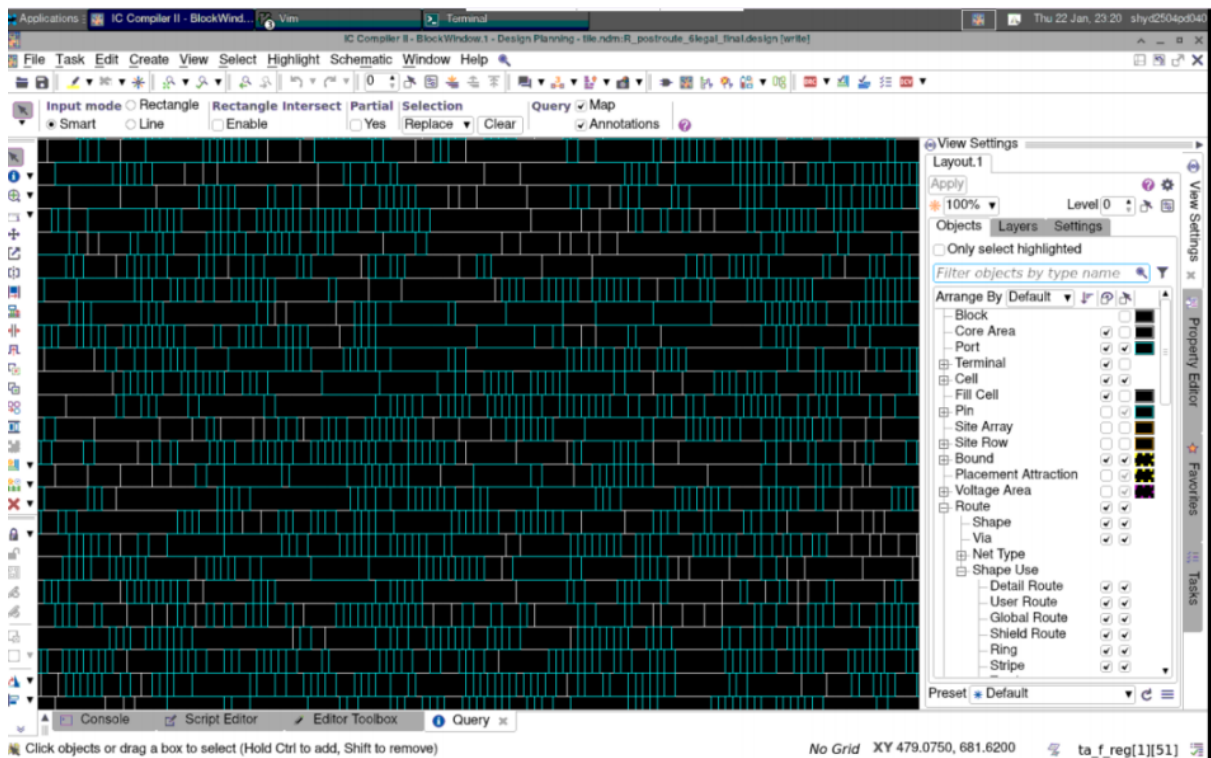 Applications IC Compiler II - BlockWind... Vim Terminal Thu 22 Jan, 23:20 shyd2504pd040
IC Compiler II - BlockWindow.1 - Design Planning - tile.ndm:R_postroute_6legal_final.design [write]
File Task Edit Create View Select Highlight Schematic Window Help
0
Input mode Rectangle Rectangle Intersect Partial Selection Query Map
Smart Line Enable Yes Replace Clear Annotations
View Settings
Layout.1
Apply
100% Level 0
Objects Layers Settings
Only select highlighted
Filter objects by type name
Arrange By Default
Block
Core Area
Port
Terminal
Cell
Fill Cell
Pin
Site Array
Site Row
Bound
Placement Attraction
Voltage Area
Route
Shape
Via
Net Type
Shape Use
Detail Route
User Route
Global Route
Shield Route
Ring
Stripe
Preset Default
View Settings
Property Editor
Favorites
Tasks
Console Script Editor Editor Toolbox Query
Click objects or drag a box to select (Hold Ctrl to add, Shift to remove) No Grid XY 479.0750, 681.6200 ta_f_reg[1][51]